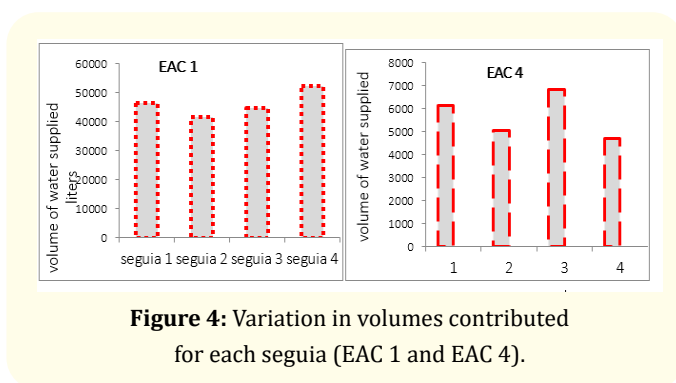 EAC 1
volume of water supplied
liters
60000
50000
40000
30000
20000
10000
0
seguia 1 seguia 2 seguia 3 seguia 4
EAC 4
volume of water supplied
8000
7000
6000
5000
4000
3000
2000
1000
0
1 2 3 4
Figure 4: Variation in volumes contributed
for each seguia (EAC 1 and EAC 4).